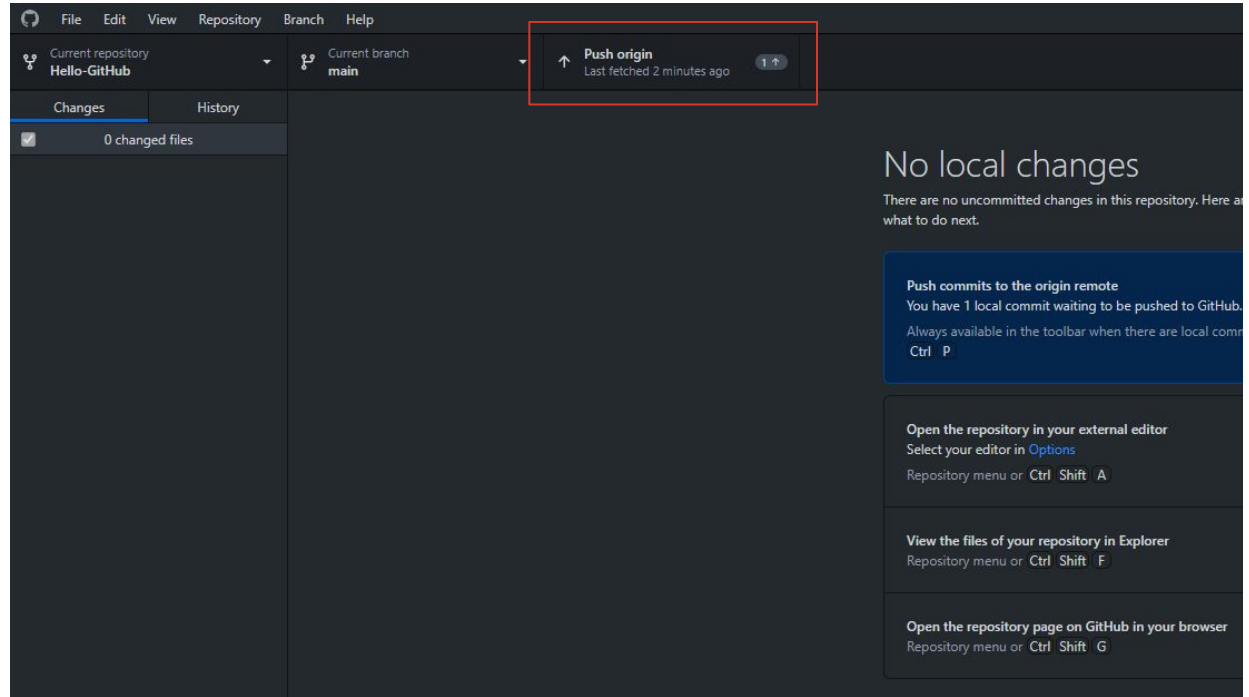 File Edit View Repository Branch Help
Current repository
Hello-GitHub
Current branch
main
Push origin
Last fetched 2 minutes ago
1
Changes History
0 changed files
No local changes
There are no uncommitted changes in this repository. Here
what to do next.
Push commits to the origin remote
You have 1 local commit waiting to be pushed to GitHub.
Always available in the toolbar when there are local
Ctrl P
Open the repository in your external editor
Select your editor in Options
Repository menu or Ctrl Shift A
View the files of your repository in Explorer
Repository menu or Ctrl Shift F
Open the repository page on GitHub in your browser
Repository menu or Ctrl Shift G